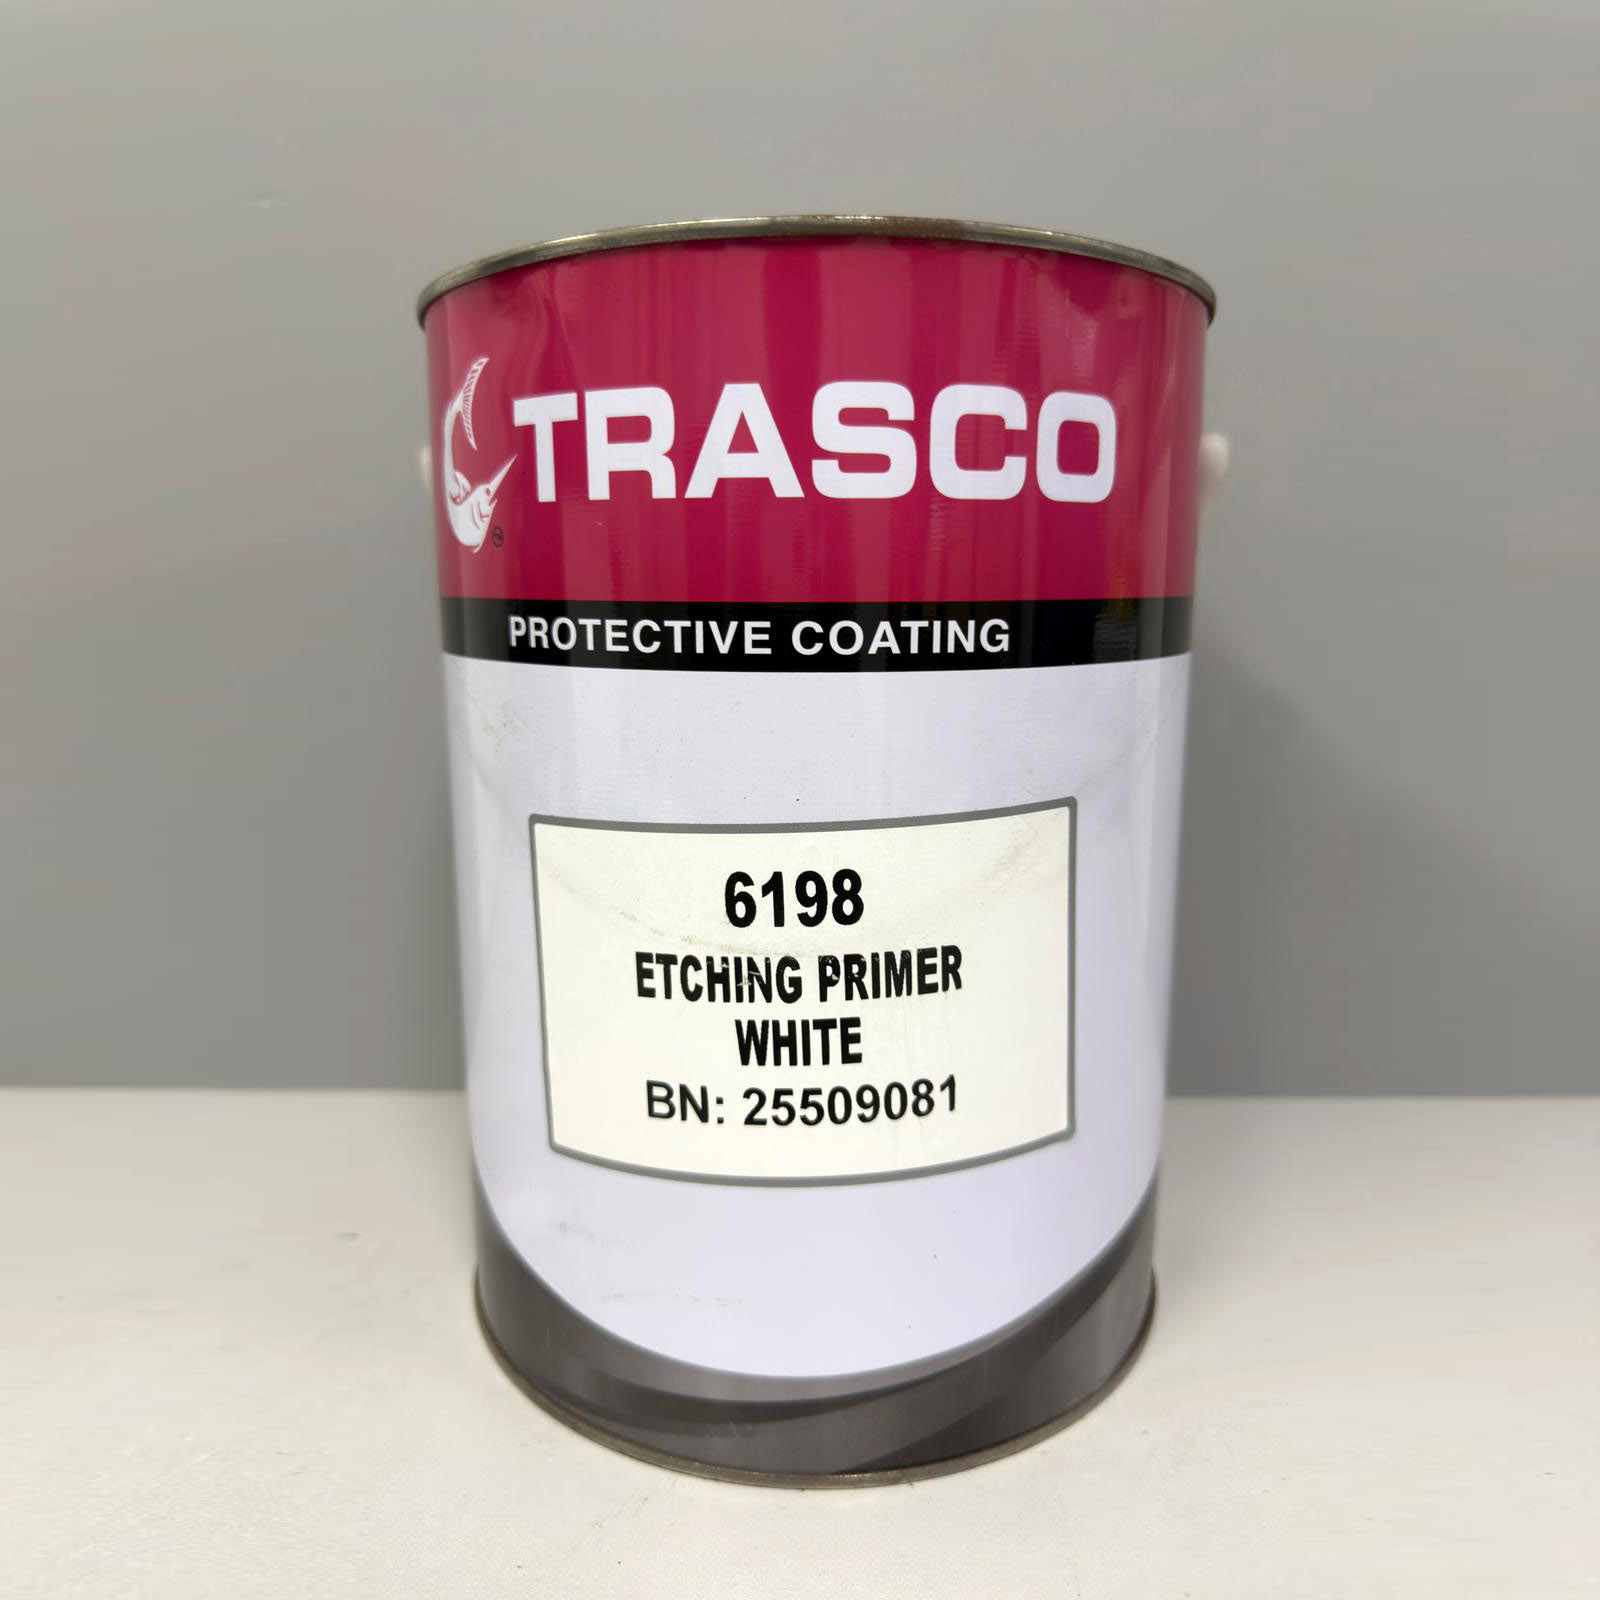 TRASCO
PROTECTIVE COATING
6198
ETCHING PRIMER
WHITE
BN: 25509081